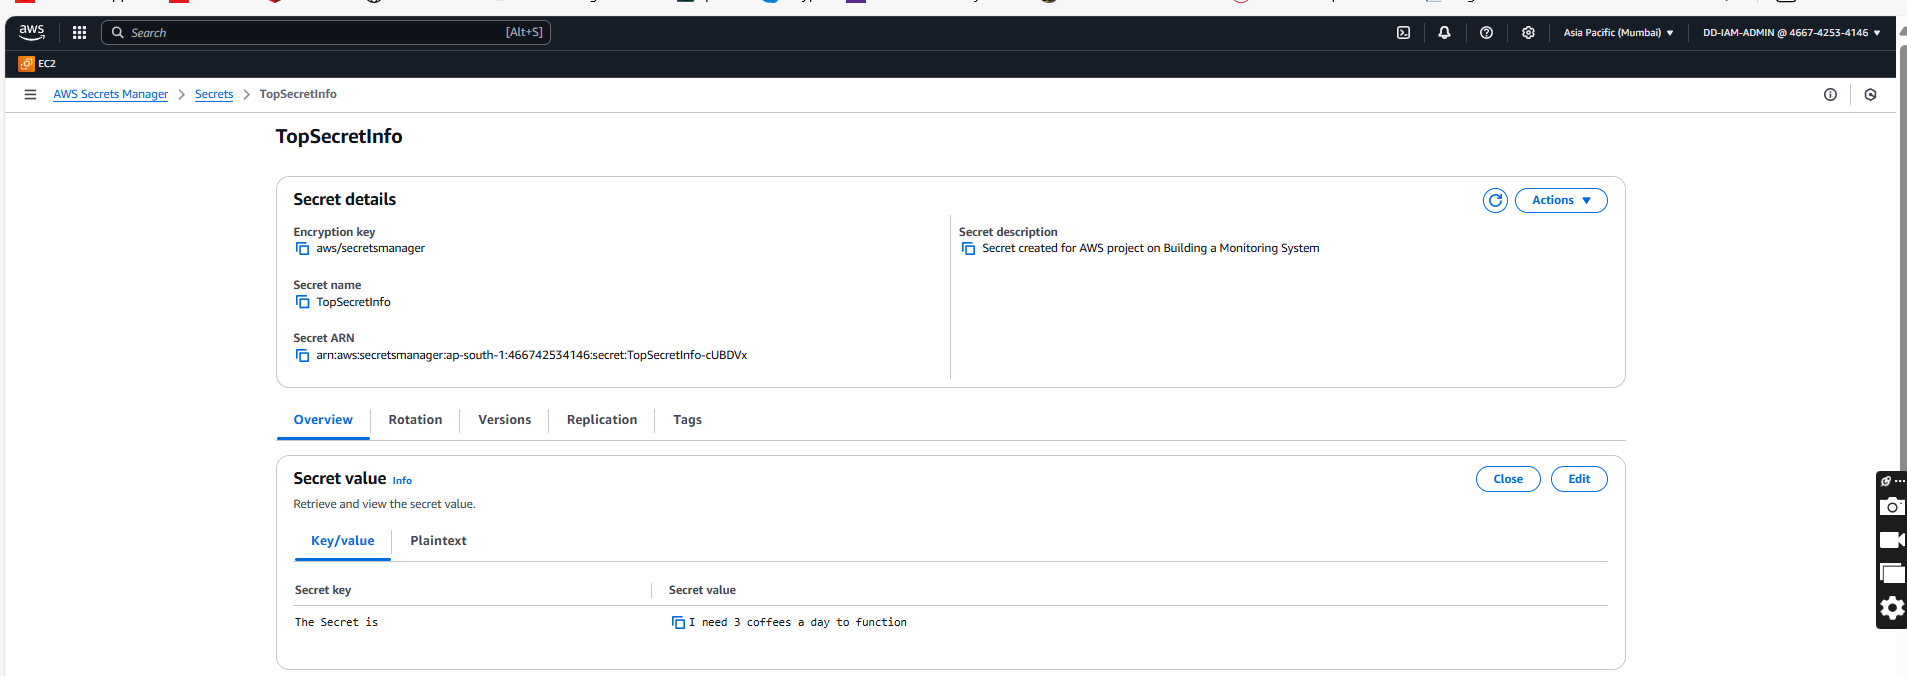 aws
Search [Alt+S]
Asia Pacific (Mumbai) ▼
DD-IAM-ADMIN @ 4667-4253-4146 ▼
EC2
AWS Secrets Manager > Secrets > TopSecretInfo
TopSecretInfo
Secret details
Actions ▼
Encryption key
aws/secretsmanager
Secret description
Secret created for AWS project on Building a Monitoring System
Secret name
TopSecretInfo
Secret ARN
arn:aws:secretsmanager:ap-south-1:466742534146:secret:TopSecretInfo-cUBDVx
Overview Rotation Versions Replication Tags
Secret value Info
Close Edit
Retrieve and view the secret value.
Key/value Plaintext
Secret key Secret value
The Secret is I need 3 coffees a day to function